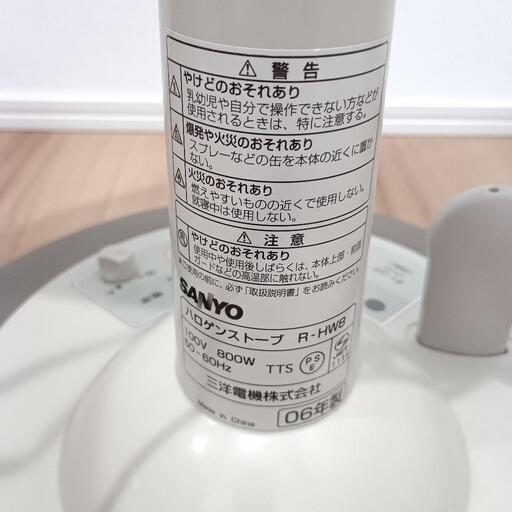 警告
やけどのおそれあり
乳幼児や自分で操作できない方などが
使用されるときは、特に注意する。
爆発や火災のおそれあり
スプレーなどの缶を本体の近くに置か
ない。
火災のおそれあり
燃えやすいものの近くで使用しない。
就寝中は使用しない。
注意
やけどのおそれあり
使用中や使用後しばらくは、本体上部・前面
ガードなどの高温部に触れない。
ご使用の前に、必ず「取扱説明書」をお読みください。
SANYO
ハロゲンストーブ R-HW8
100V 800W
50-60Hz
TTS
PSE
三洋電機株式会社
Made in China
06年製